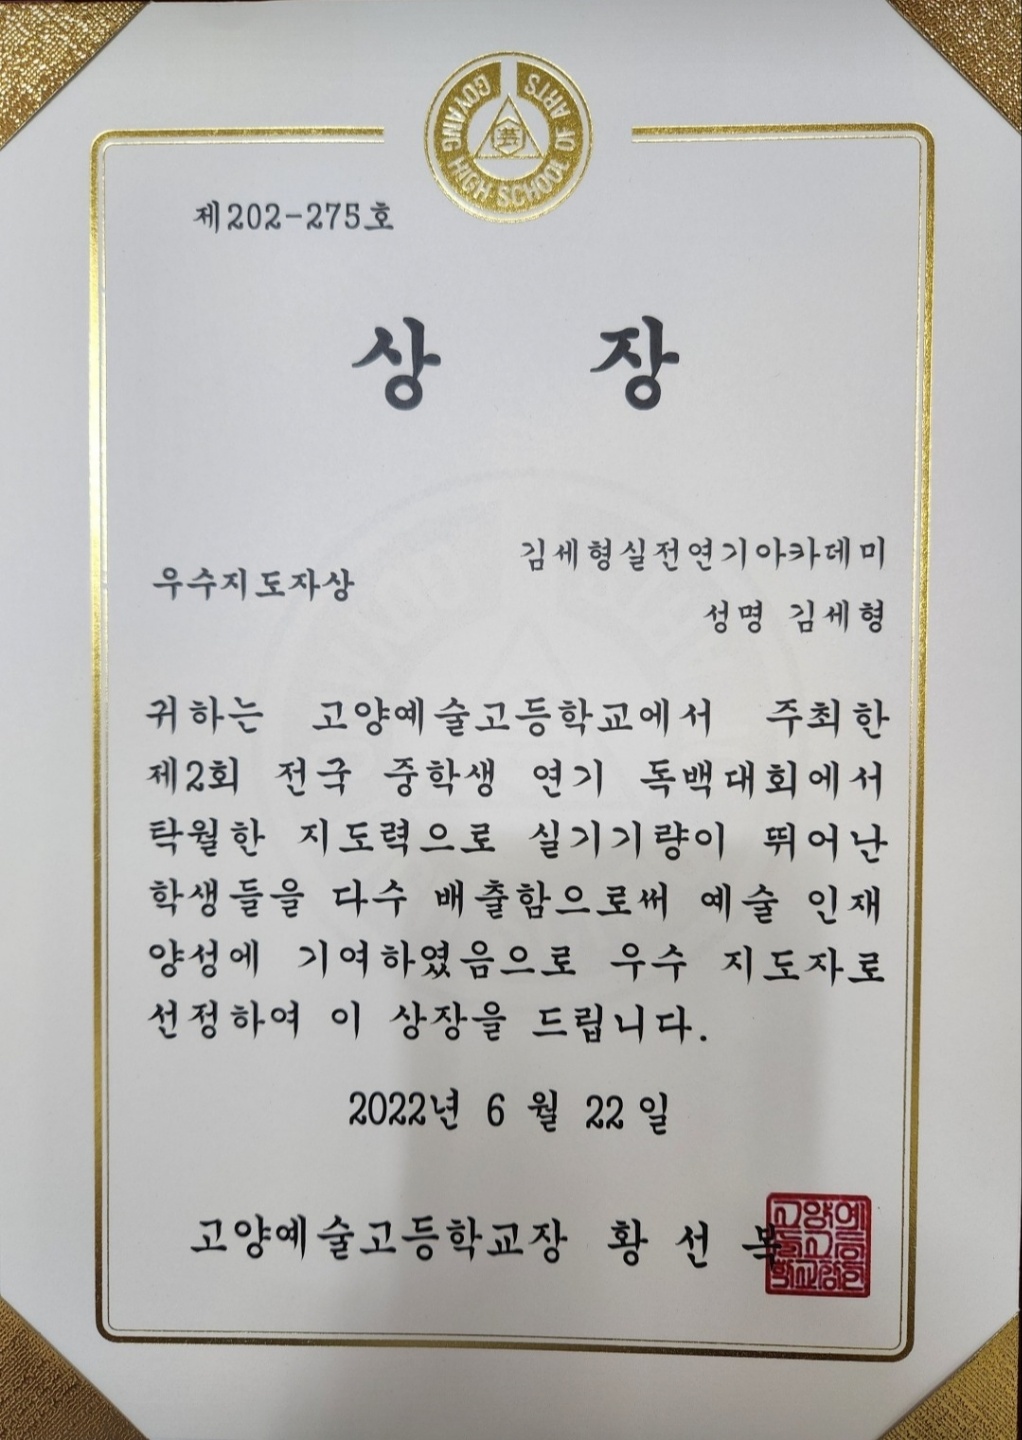 GOYANG HIGH SCHOOL OF ARTS
제202-275호
상 장
김세형실전연기아카데미
우수지도자상
성명 김세형
귀하는 고양예술고등학교에서 주최한
제2회 전국 중학생 연기 독백대회에서
탁월한 지도력으로 실기기량이 뛰어난
학생들을 다수 배출함으로써 예술 인재
양성에 기여하였음으로 우수 지도자로
선정하여 이 상장을 드립니다.
2022년 6 월 22 일
고양예술고등학교장 황 선